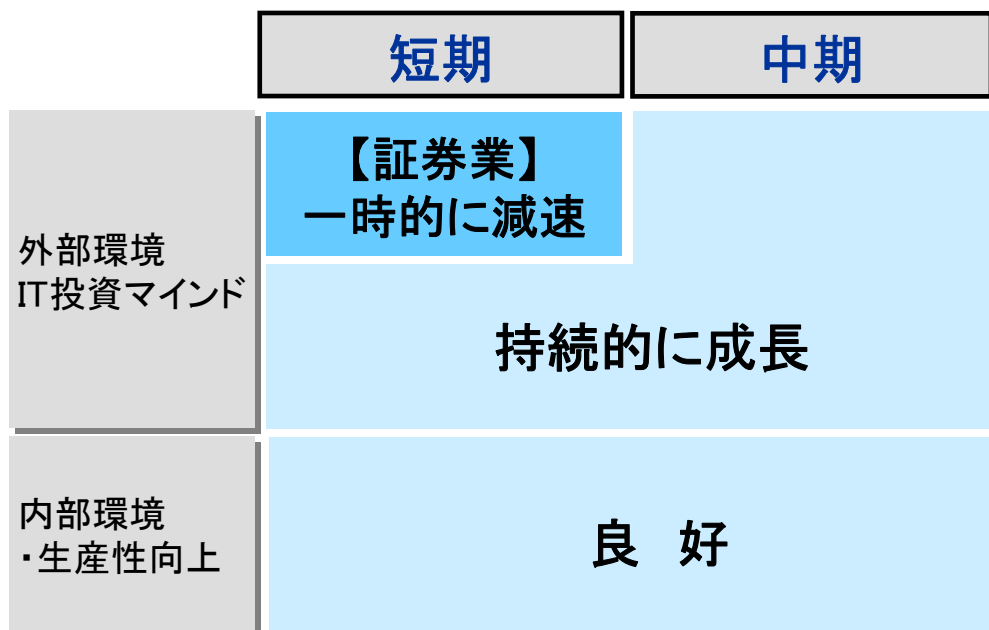 短期
中期
【証券業】
一時的に減速
外部環境
IT投資マインド
持続的に成長
内部環境
・生産性向上
良　好